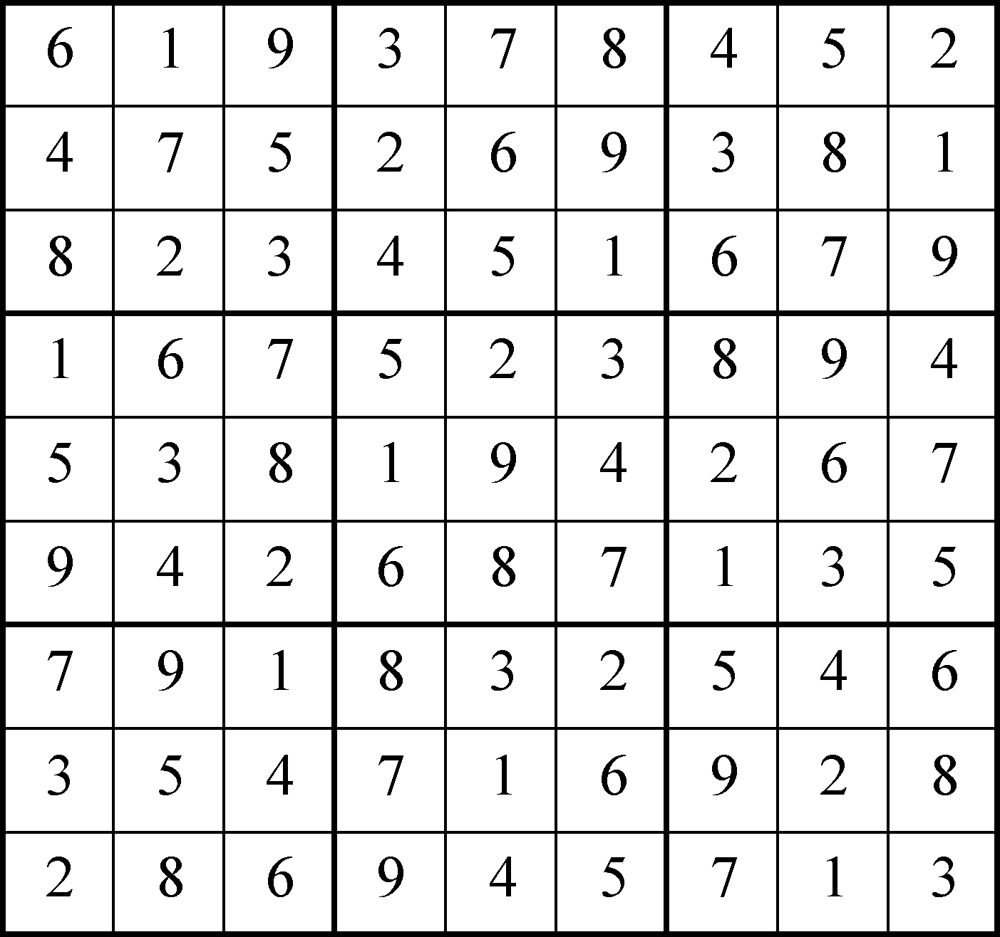 6 1 9 3 7 8 4 5 2
4 7 5 2 6 9 3 8 1
8 2 3 4 5 1 6 7 9
1 6 7 5 2 3 8 9 4
5 3 8 1 9 4 2 6 7
9 4 2 6 8 7 1 3 5
7 9 1 8 3 2 5 4 6
3 5 4 7 1 6 9 2 8
2 8 6 9 4 5 7 1 3